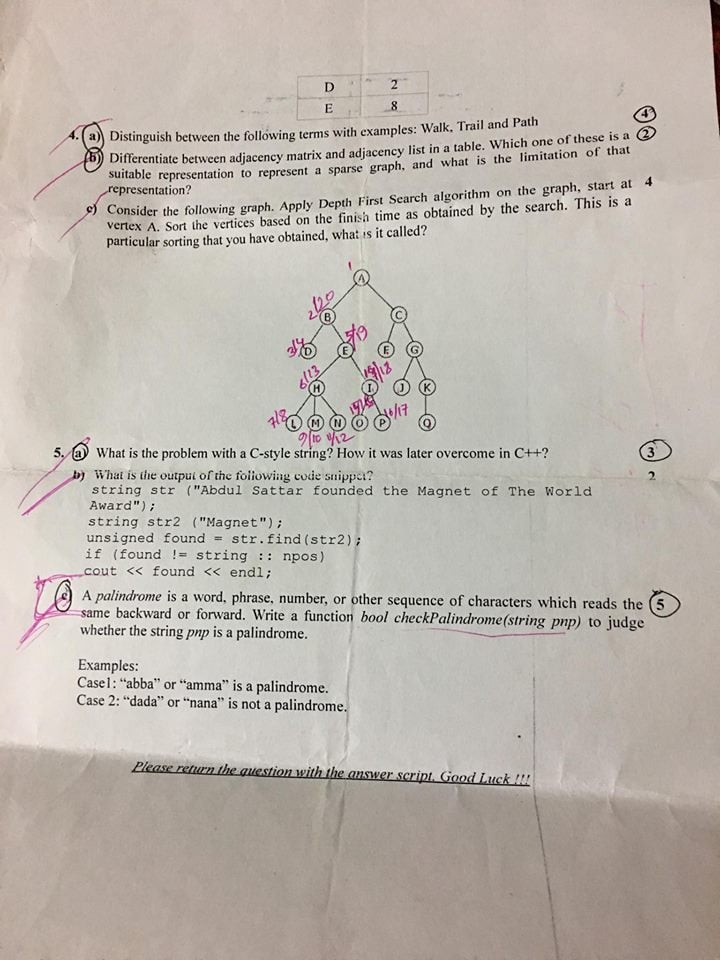 D 2
E 8
4. a) Distinguish between the following terms with examples: Walk, Trail and Path 4
b) Differentiate between adjacency matrix and adjacency list in a table. Which one of these is a 2
suitable representation to represent a sparse graph, and what is the limitation of that
representation?
c) Consider the following graph. Apply Depth First Search algorithm on the graph, start at 4
vertex A. Sort the vertices based on the finish time as obtained by the search. This is a
particular sorting that you have obtained, what is it called?
1
A
2/20
B C
3/4 5/19
D E F G
6/13 18
H I J K
7/8 16/17
L M N O P Q
9/10 11/12
5. a) What is the problem with a C-style string? How it was later overcome in C++? 3
b) What is the output of the following code snippet? 2
string str ("Abdul Sattar founded the Magnet of The World
Award");
string str2 ("Magnet");
unsigned found = str.find(str2);
if (found != string :: npos)
cout << found << endl;
c) A palindrome is a word, phrase, number, or other sequence of characters which reads the 5
same backward or forward. Write a function bool checkPalindrome(string pnp) to judge
whether the string pnp is a palindrome.
Examples:
Case1: “abba” or “amma” is a palindrome.
Case 2: “dada” or “nana” is not a palindrome.
Please return the question with the answer script. Good Luck !!!